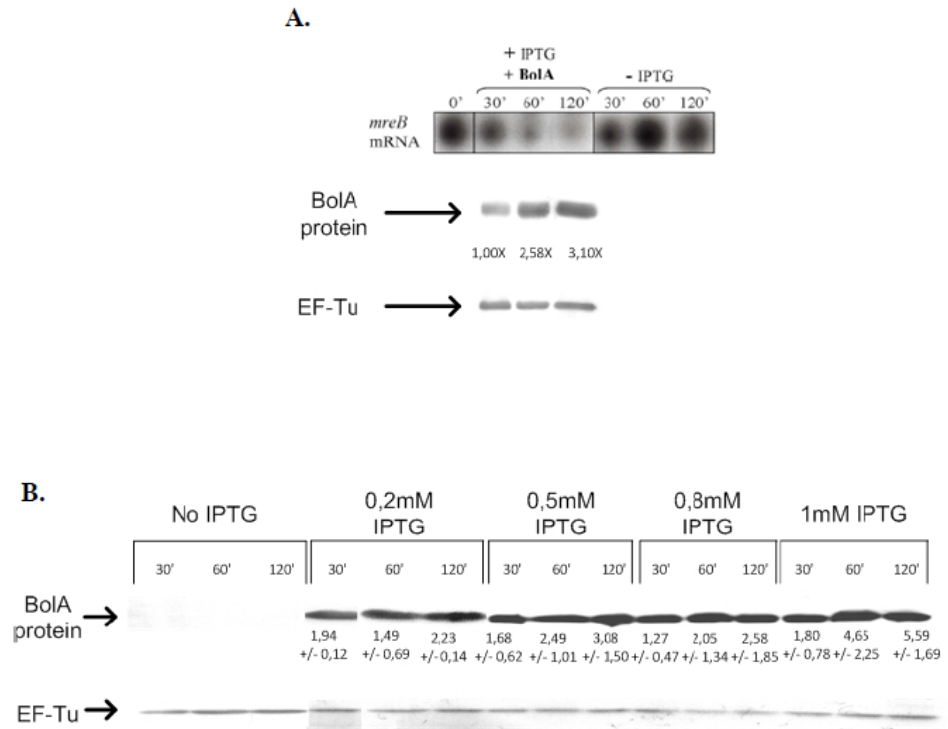 A.
+ IPTG
+ BolA
- IPTG
0' 30' 60' 120' 30' 60' 120'
mreB
mRNA
BolA
protein
1,00X 2,58X 3,10X
EF-Tu
B.
No IPTG
0,2mM
IPTG
0,5mM
IPTG
0,8mM
IPTG
1mM IPTG
30' 60' 120' 30' 60' 120' 30' 60' 120' 30' 60' 120' 30' 60' 120'
BolA
protein
1,94 1,49 2,23 1,68 2,49 3,08 1,27 2,05 2,58 1,80 4,65 5,59
+/- 0,12 +/- 0,69 +/- 0,14 +/- 0,62 +/- 1,01 +/- 1,50 +/- 0,47 +/- 1,34 +/- 1,85 +/- 0,78 +/- 2,25 +/- 1,69
EF-Tu